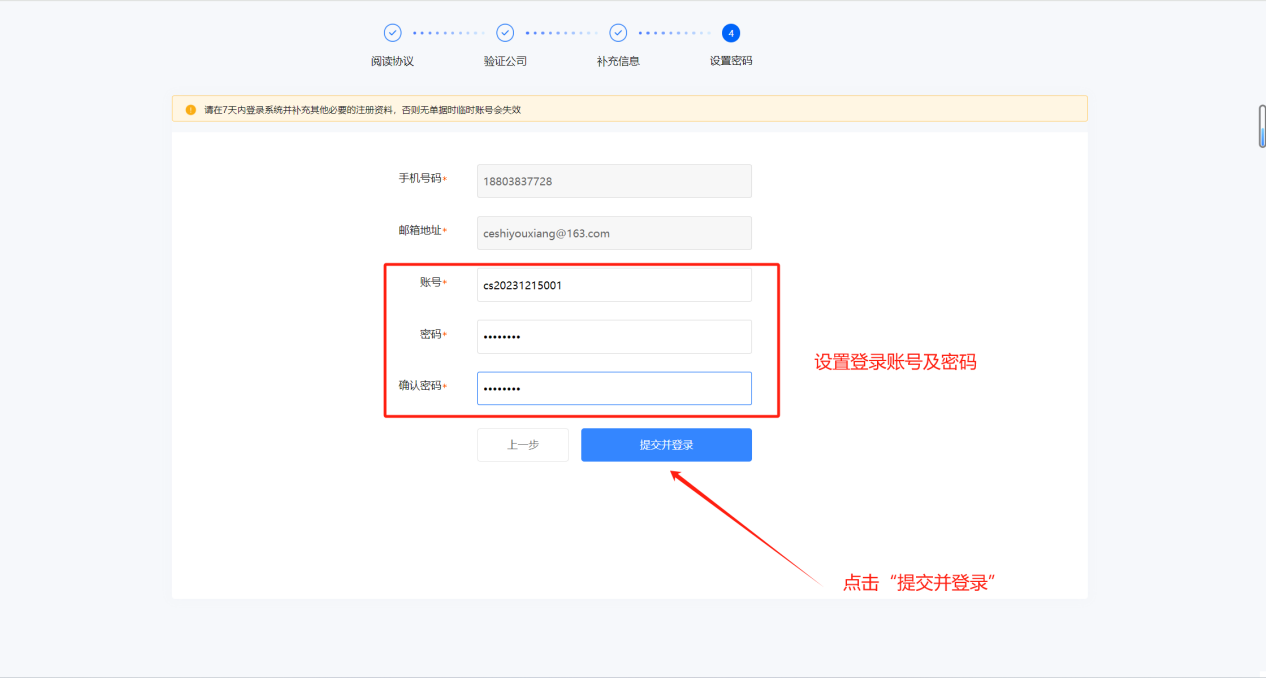 4
阅读协议 验证公司 补充信息 设置密码
请在7天内登录系统并补充其他必要的注册资料，否则无单据时临时账号会失效
手机号码* 18803837728
邮箱地址* ceshiyouxiang@163.com
账号* cs20231215001
密码* ••••••••
设置登录账号及密码
确认密码* ••••••••
上一步 提交并登录
点击“提交并登录”